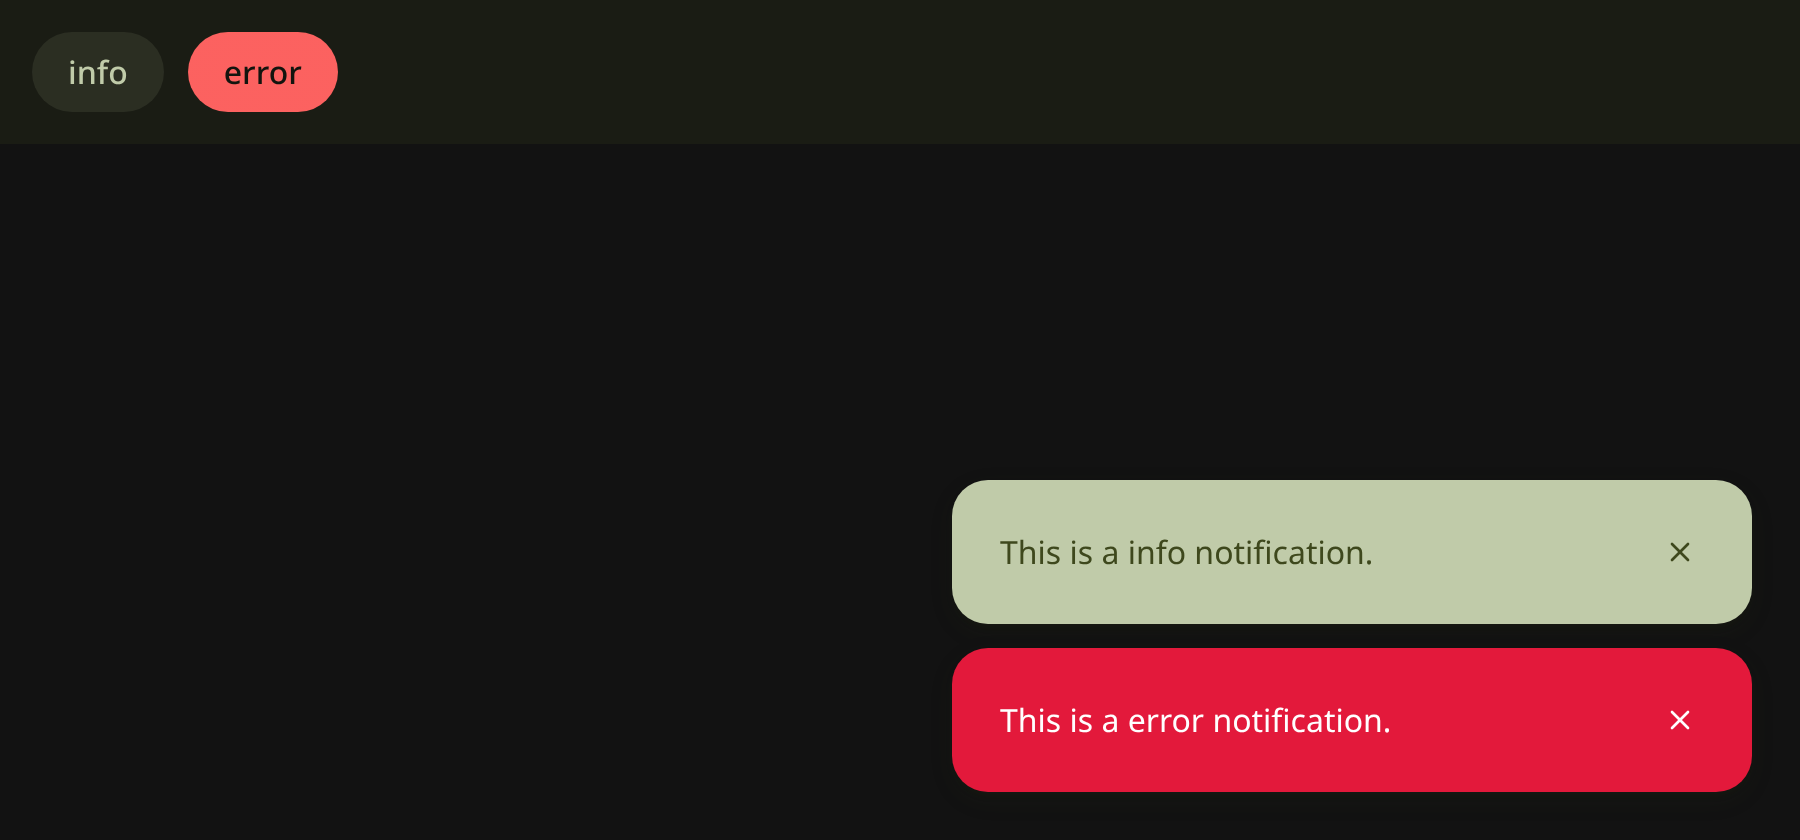 info
error
This is a info notification.
This is a error notification.